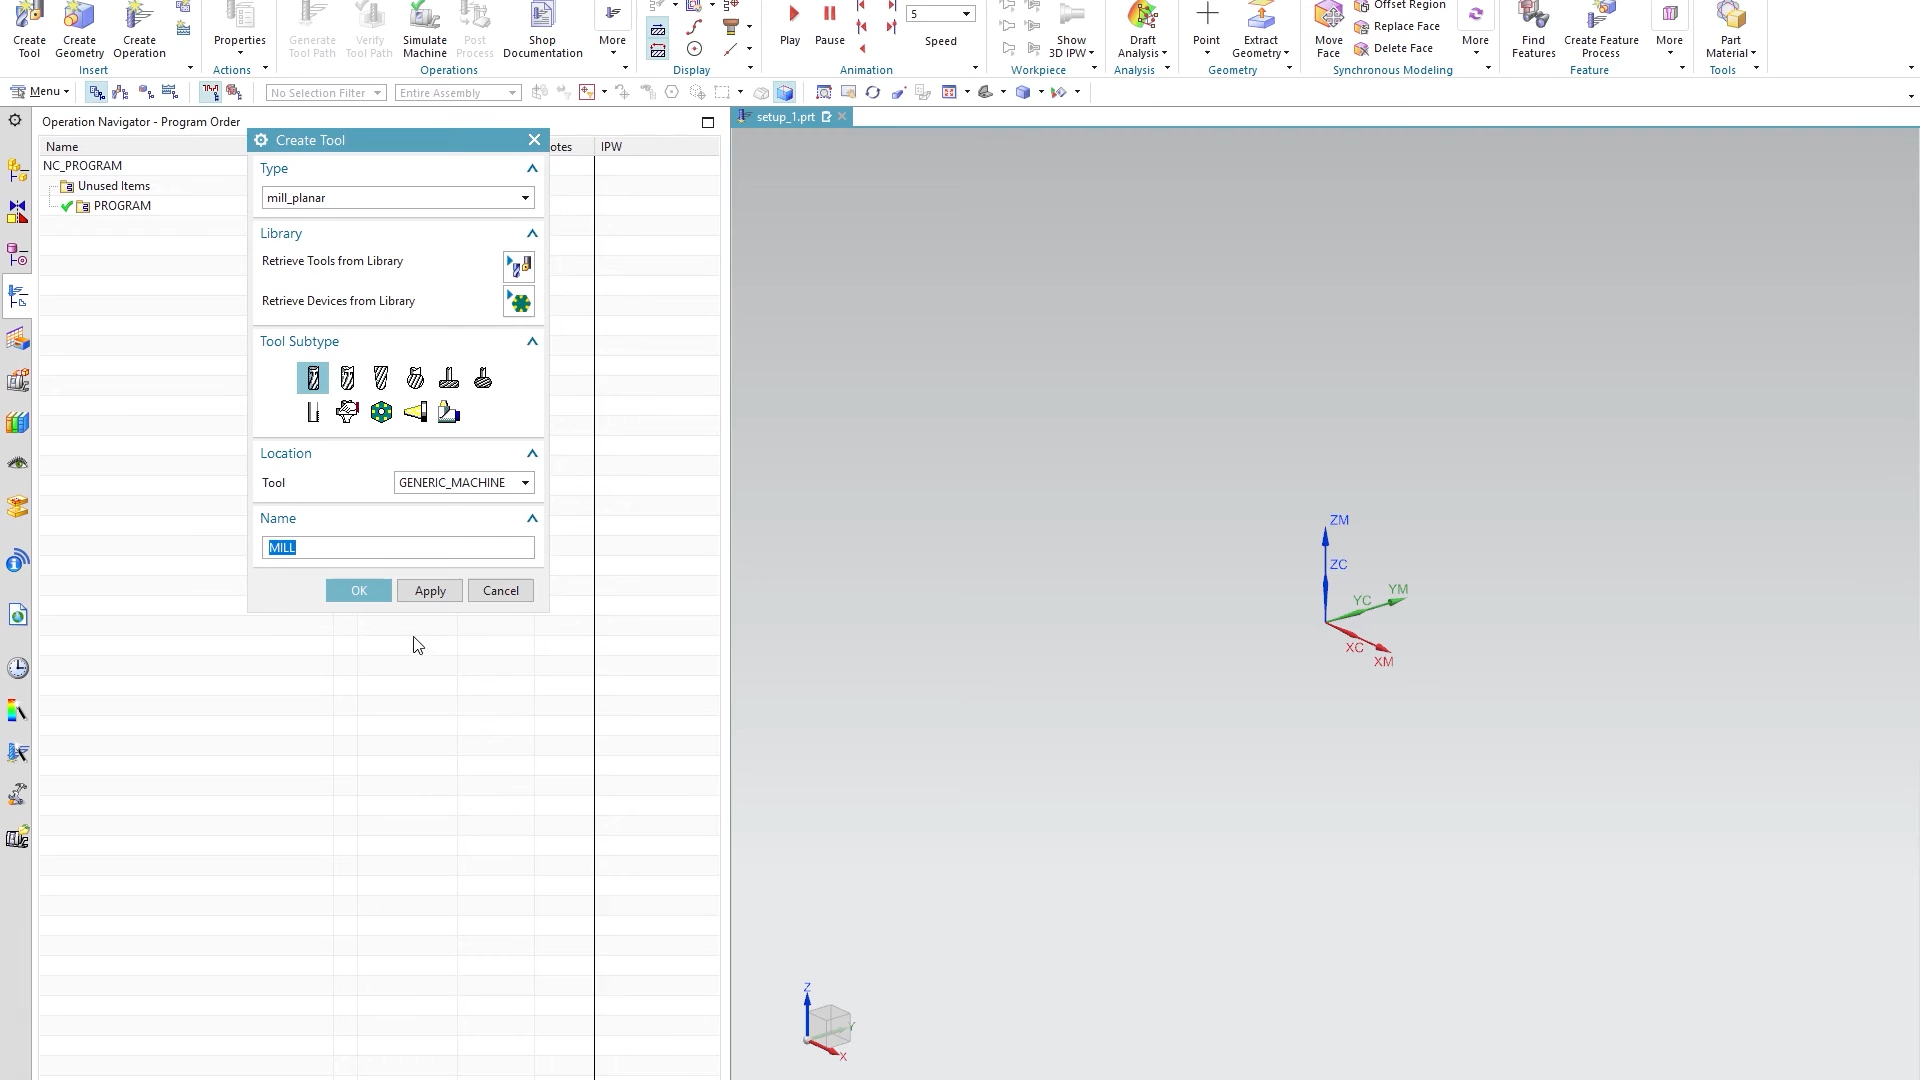 Create Tool
Create Geometry
Create Operation
Properties
Generate Tool Path
Verify Tool Path
Simulate Machine
Post Process
Shop Documentation
More
Play
Pause
5
Speed
Show 3D IPW
Draft Analysis
Point
Extract Geometry
Move Face
Offset Region
Replace Face
Delete Face
More
Find Features
Create Feature Process
More
Part Material
Insert
Actions
Operations
Display
Animation
Workpiece
Analysis
Geometry
Synchronous Modeling
Feature
Tools
Menu
No Selection Filter
Entire Assembly
Operation Navigator - Program Order
setup_1.prt
Name
otes
IPW
NC_PROGRAM
Unused Items
PROGRAM
Create Tool
Type
mill_planar
Library
Retrieve Tools from Library
Retrieve Devices from Library
Tool Subtype
Location
Tool
GENERIC_MACHINE
Name
MILL
OK
Apply
Cancel
ZM
ZC
YM
YC
XC
XM
Z
Y
X